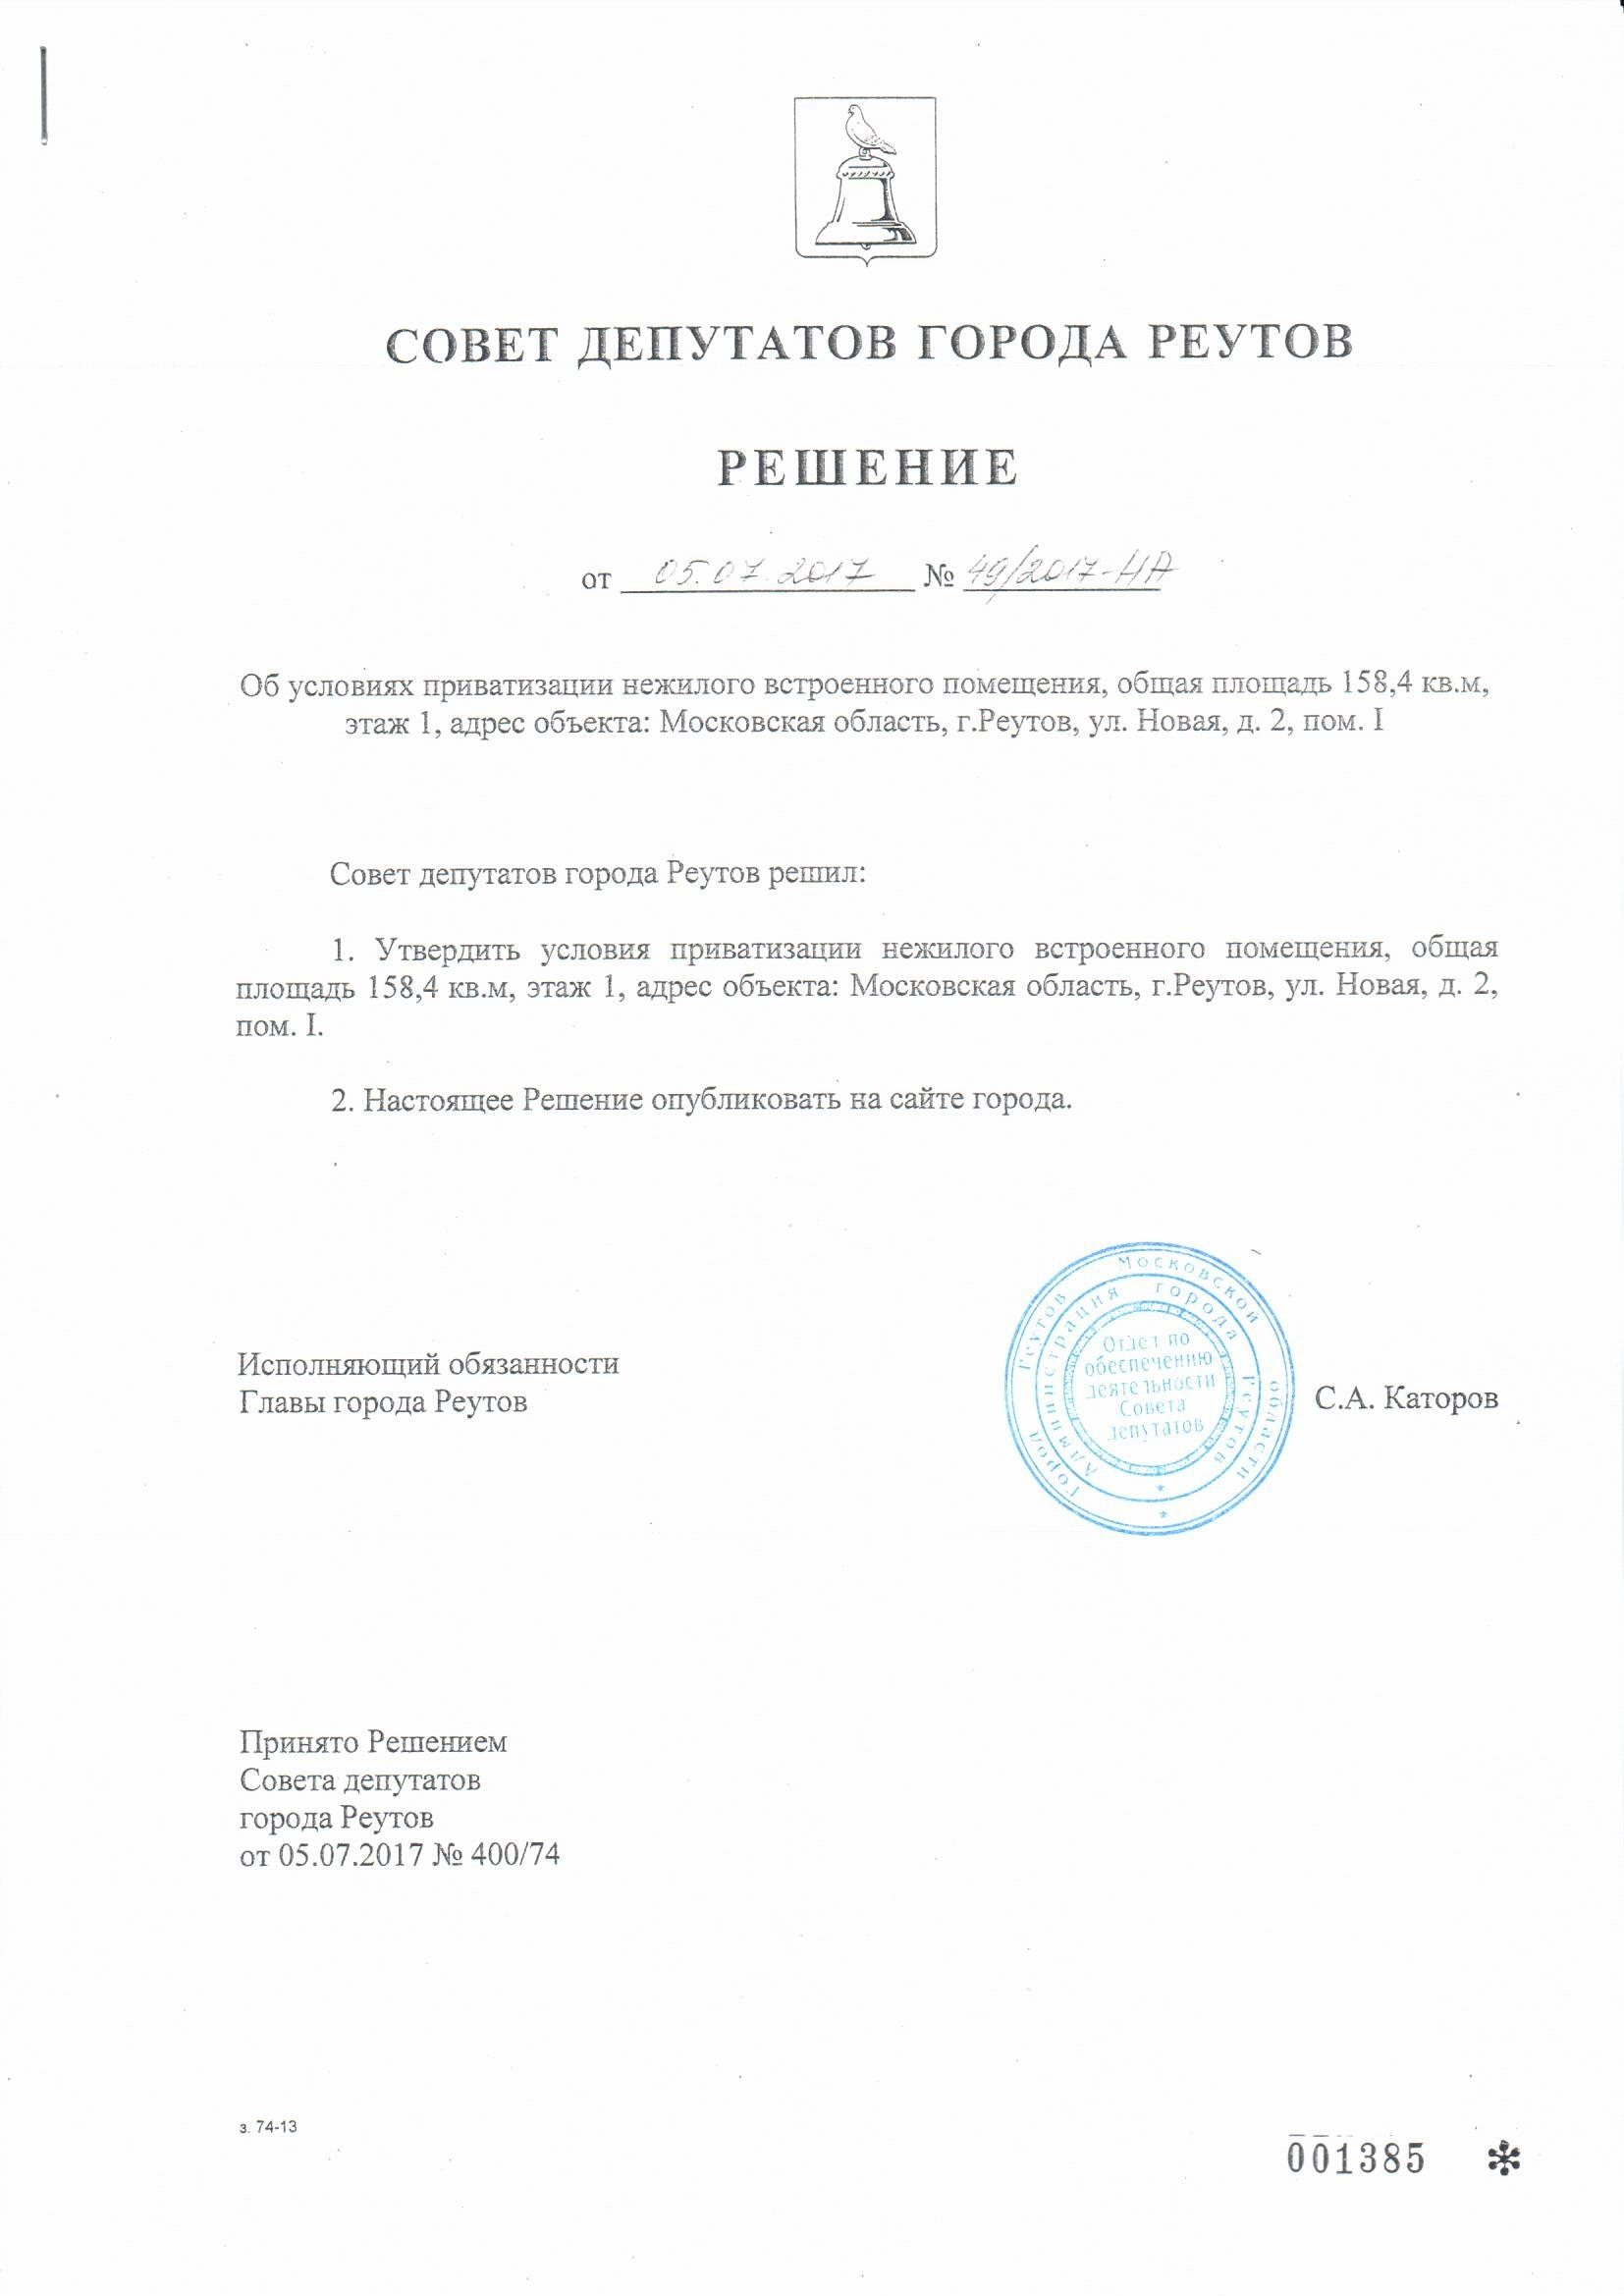 СОВЕТ ДЕПУТАТОВ ГОРОДА РЕУТОВ
РЕШЕНИЕ
от 05.07.2017 № 49/2017-НА
Об условиях приватизации нежилого встроенного помещения, общая площадь 158,4 кв.м,
этаж 1, адрес объекта: Московская область, г.Реутов, ул. Новая, д. 2, пом. I
Совет депутатов города Реутов решил:
1. Утвердить условия приватизации нежилого встроенного помещения, общая
площадь 158,4 кв.м, этаж 1, адрес объекта: Московская область, г.Реутов, ул. Новая, д. 2,
пом. I.
2. Настоящее Решение опубликовать на сайте города.
Исполняющий обязанности
Главы города Реутов
Город Реутов Московской области
Администрация города Реутов
Отдел по
обеспечению
деятельности
Совета
депутатов
С.А. Каторов
Принято Решением
Совета депутатов
города Реутов
от 05.07.2017 № 400/74
з. 74-13
001385